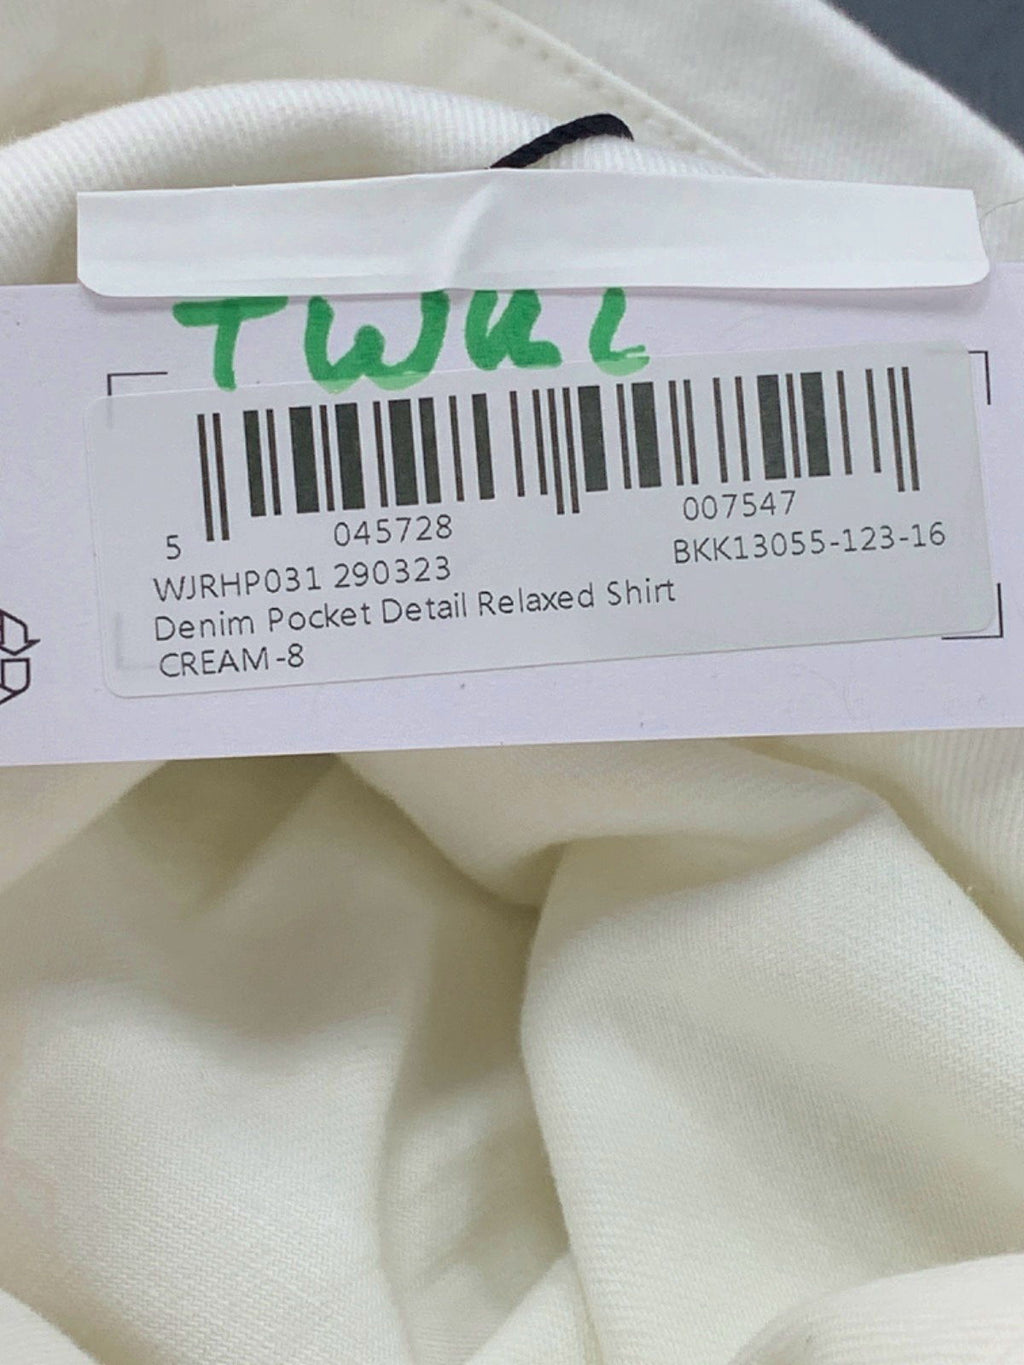 TWRL
5 045728 007547
WJRHP031 290323 BKK13055-123-16
Denim Pocket Detail Relaxed Shirt
CREAM-8